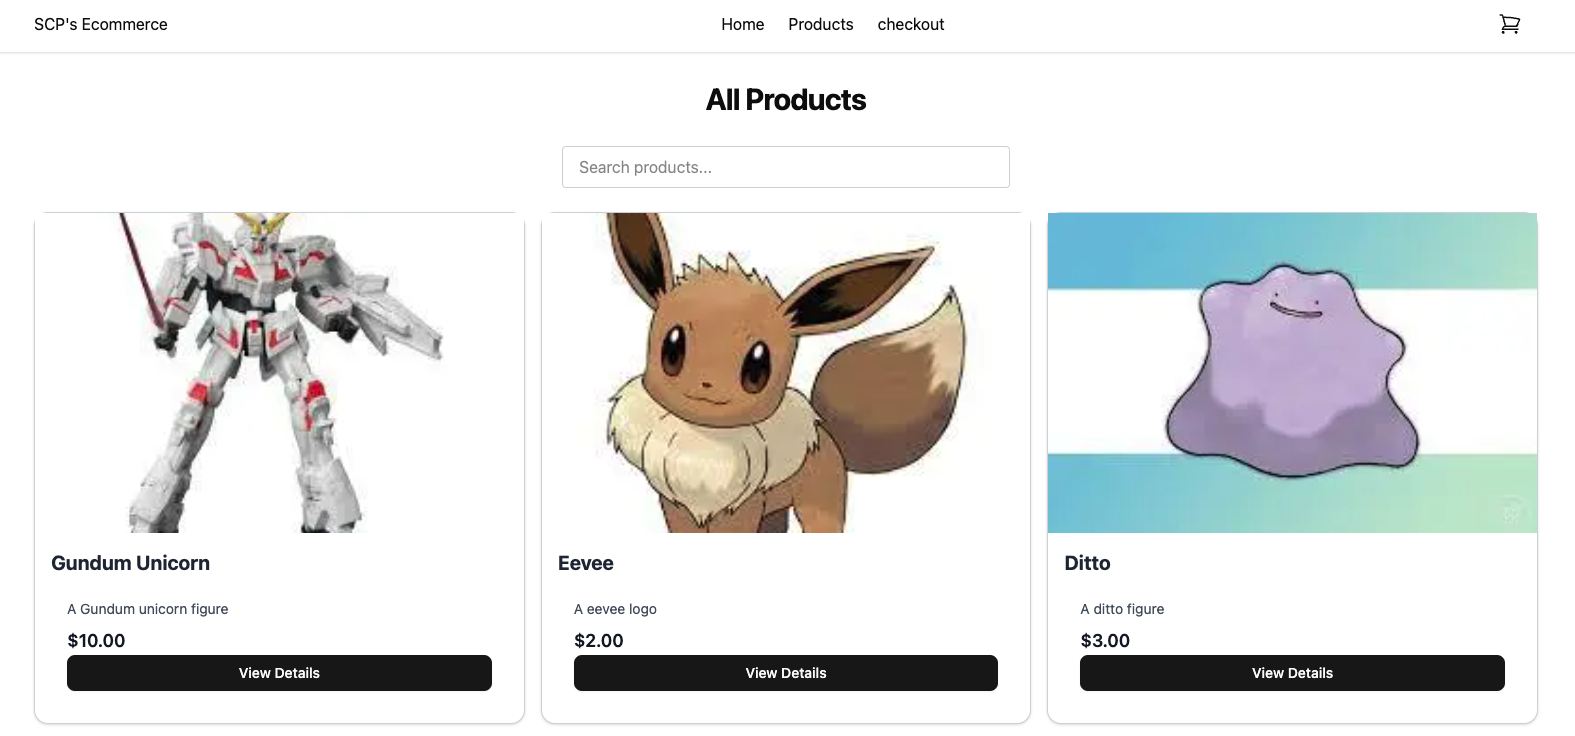 SCP's Ecommerce
Home Products checkout
All Products
Search products...
Gundum Unicorn
A Gundum unicorn figure
$10.00
View Details
Eevee
A eevee logo
$2.00
View Details
Ditto
A ditto figure
$3.00
View Details